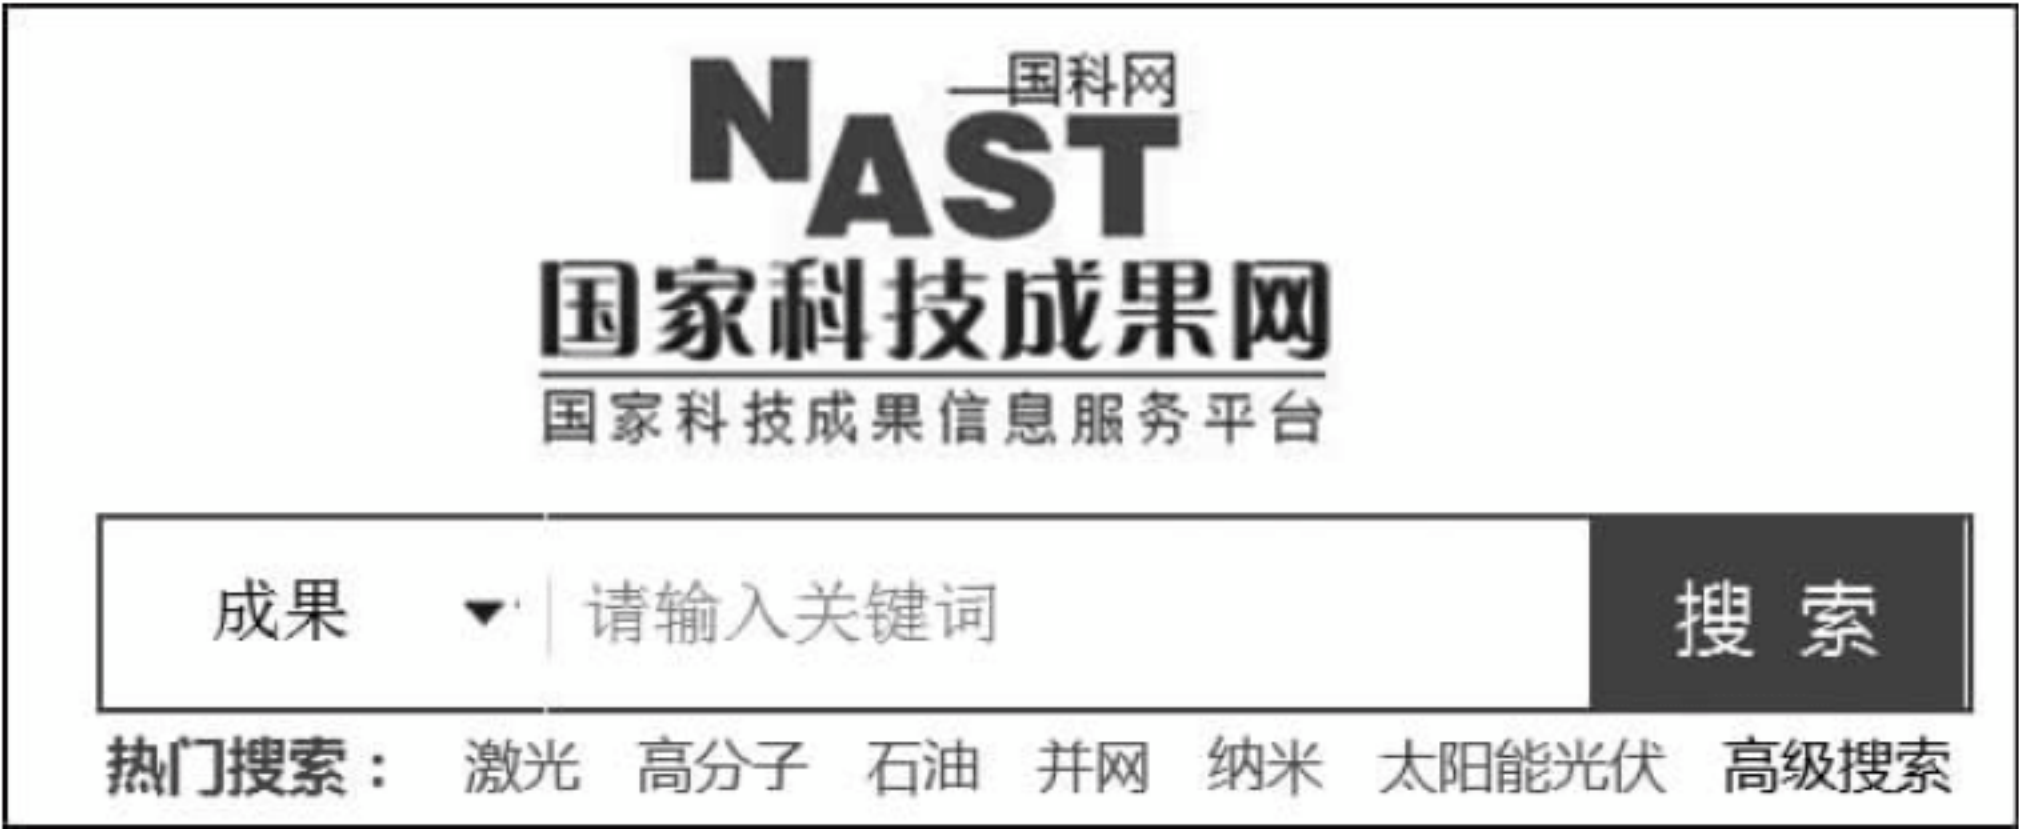 —国科网
NAST
国家科技成果网
国家科技成果信息服务平台
成果 请输入关键词 搜索
热门搜索： 激光 高分子 石油 并网 纳米 太阳能光伏 高级搜索